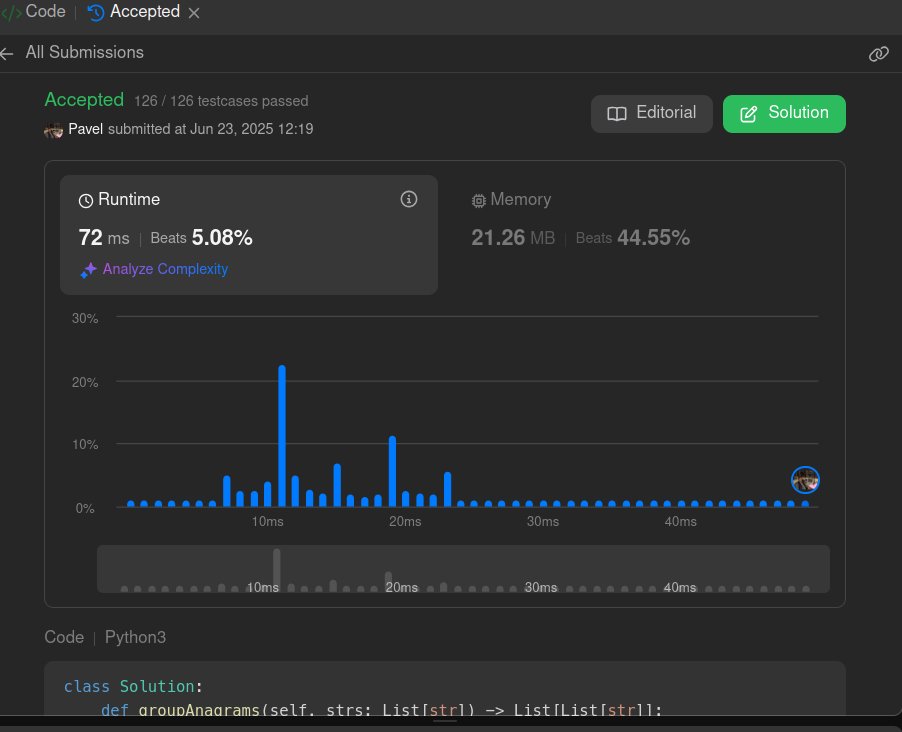 </> Code | Accepted
All Submissions
Accepted 126 / 126 testcases passed
Pavel submitted at Jun 23, 2025 12:19
Editorial
Solution
Runtime
72 ms | Beats 5.08%
Analyze Complexity
Memory
21.26 MB | Beats 44.55%
30%
20%
10%
0%
10ms 20ms 30ms 40ms
10ms 20ms 30ms 40ms
Code | Python3
class Solution:
def groupAnagrams(self, strs: List[str]) -> List[List[str]]: